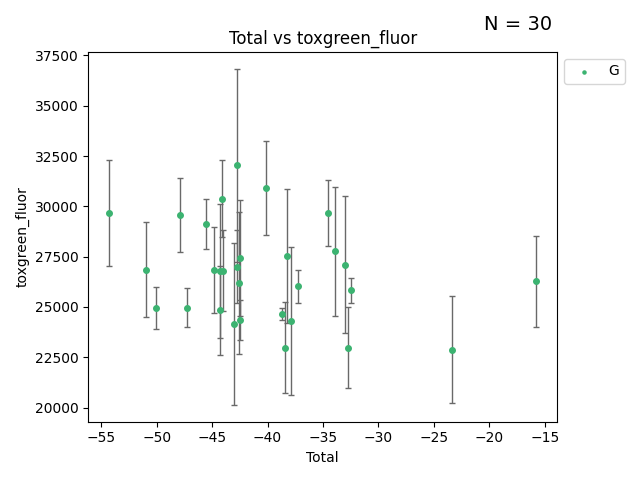 N = 30
Total vs toxgreen_fluor
G
37500
35000
32500
30000
27500
25000
22500
20000
toxgreen_fluor
−55 −50 −45 −40 −35 −30 −25 −20 −15
Total